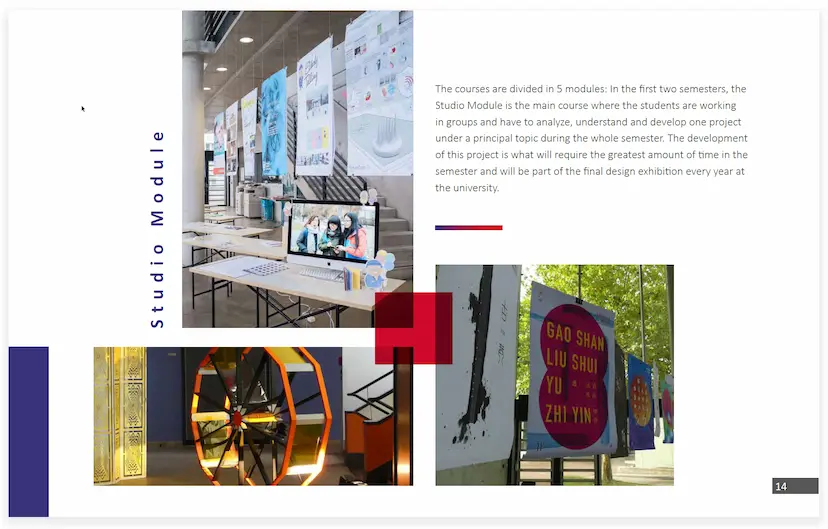 Studio Module
The courses are divided in 5 modules: In the first two semesters, the
Studio Module is the main course where the students are working
in groups and have to analyze, understand and develop one project
under a principal topic during the whole semester. The development
of this project is what will require the greatest amount of time in the
semester and will be part of the final design exhibition every year at
the university.
GAO SHAN
LIU SHUI
YU
ZHI YIN
14